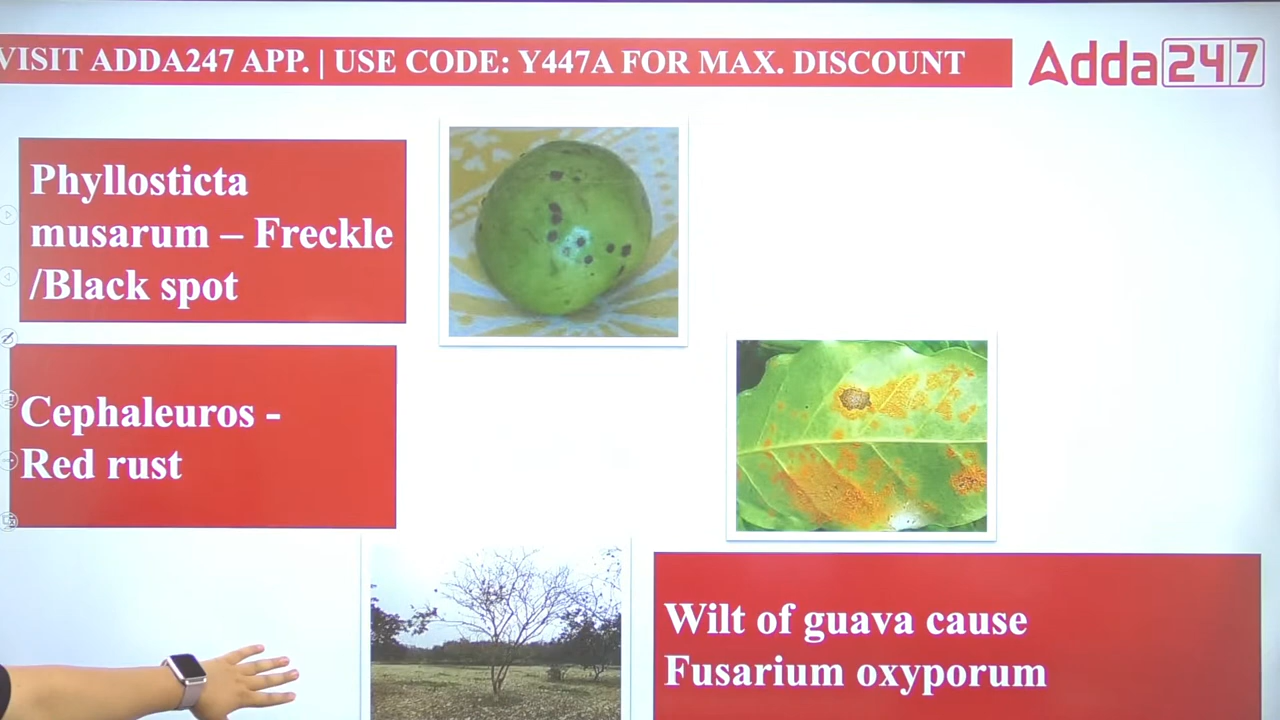 VISIT ADDA247 APP. | USE CODE: Y447A FOR MAX. DISCOUNT
Adda247
Phyllosticta
musarum – Freckle
/Black spot
Cephaleuros -
Red rust
Wilt of guava cause
Fusarium oxyporum